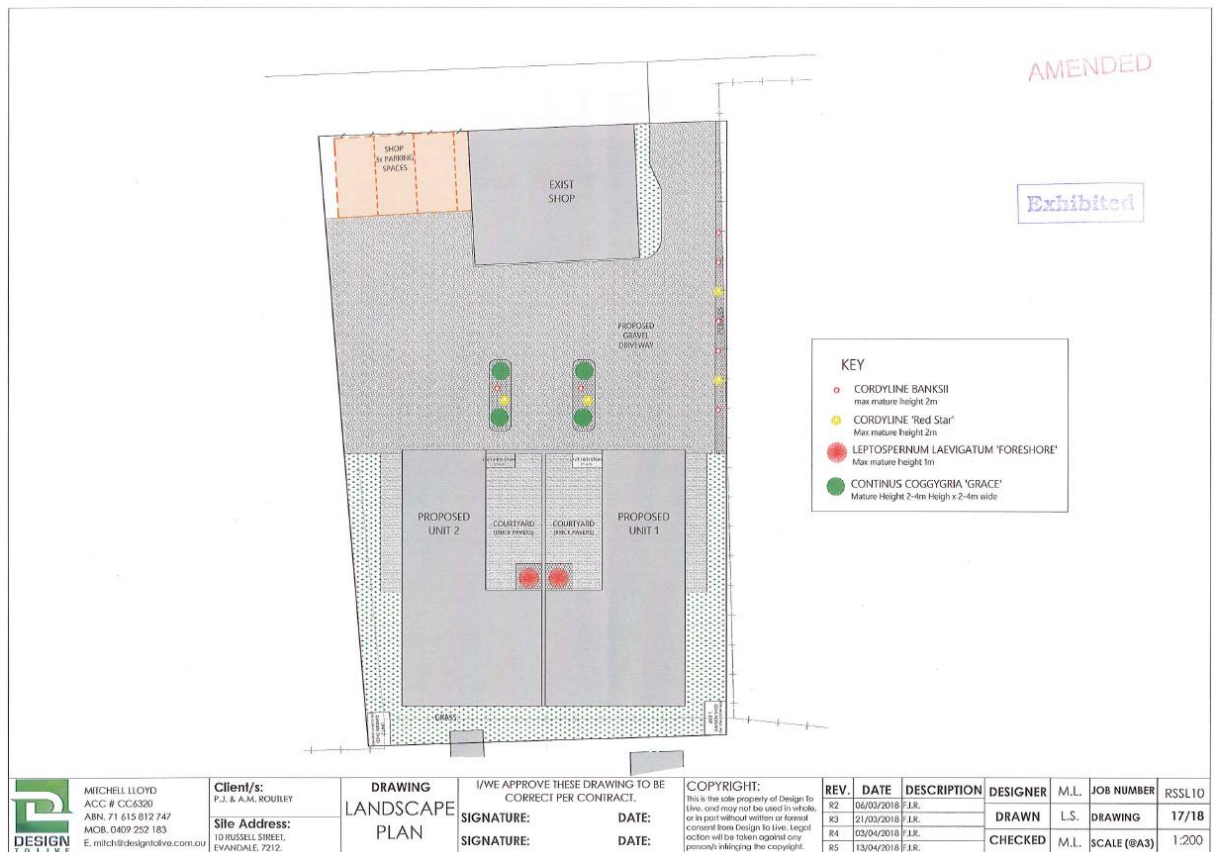 AMENDED
Exhibited
SHOP
PARKING
SPACES
EXIST
SHOP
PROPOSED
GRAVEL
DRIVEWAY
KEY
CORDYLINE BANKSII
max mature height 2m
CORDYLINE 'Red Star'
Max mature height 2m
LEPTOSPERNUM LAEVIGATUM 'FORESHORE'
Max mature height 1m
CONTINUS COGGYGRIA 'GRACE'
Mature Height 2-4m Heigh x 2-4m wide
PROPOSED
UNIT 2
COURTYARD
(BRICK PAVERS)
COURTYARD
(BRICK PAVERS)
PROPOSED
UNIT 1
GRASS
DESIGN
TO LIVE
MITCHELL LLOYD
ACC # CC6320
ABN. 71 615 812 747
MOB. 0409 252 183
E. mitch@designtolive.com.au
Client/s:
P.J. & A.M. ROUTLEY
Site Address:
10 RUSSELL STREET,
EVANDALE, 7212.
DRAWING
LANDSCAPE
PLAN
I/WE APPROVE THESE DRAWING TO BE
CORRECT PER CONTRACT.
SIGNATURE: DATE:
SIGNATURE: DATE:
COPYRIGHT:
This is the sole property of Design To
Live, and may not be used in whole,
or in part without written or formal
consent from Design to Live. Legal
action will be taken against any
person/s infringing the copyright.
REV. DATE DESCRIPTION
R2 06/03/2018 F.I.R.
R3 21/03/2018 F.I.R.
R4 03/04/2018 F.I.R.
R5 13/04/2018 F.I.R.
DESIGNER M.L. JOB NUMBER RSSL10
DRAWN L.S. DRAWING 17/18
CHECKED M.L. SCALE (@A3) 1:200